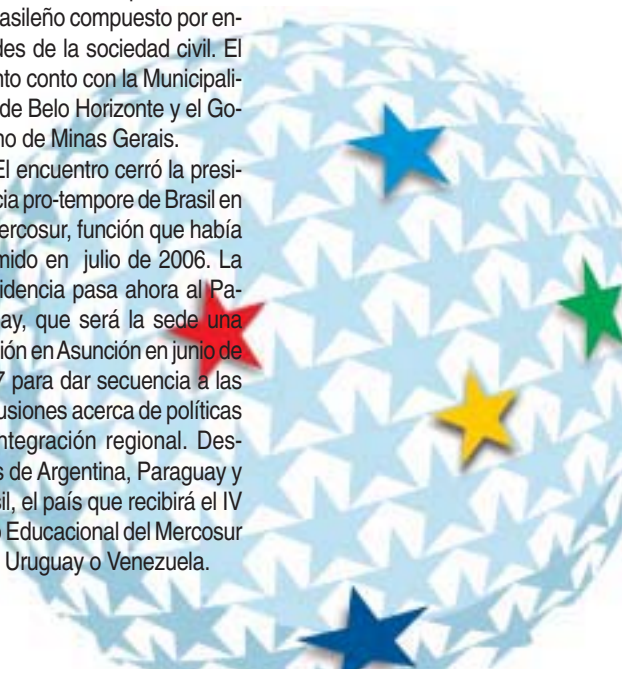 asileño compuesto por en-
des de la sociedad civil. El
nto conto con la Municipali-
de Belo Horizonte y el Go-
no de Minas Gerais.
El encuentro cerró la presi-
cia pro-tempore de Brasil en
ercosur, función que había
mido en julio de 2006. La
idencia pasa ahora al Pa-
ay, que será la sede una
ión en Asunción en junio de
7 para dar secuencia a las
usiones acerca de políticas
ntegración regional. Des-
s de Argentina, Paraguay y
sil, el país que recibirá el IV
o Educacional del Mercosur
Uruguay o Venezuela.